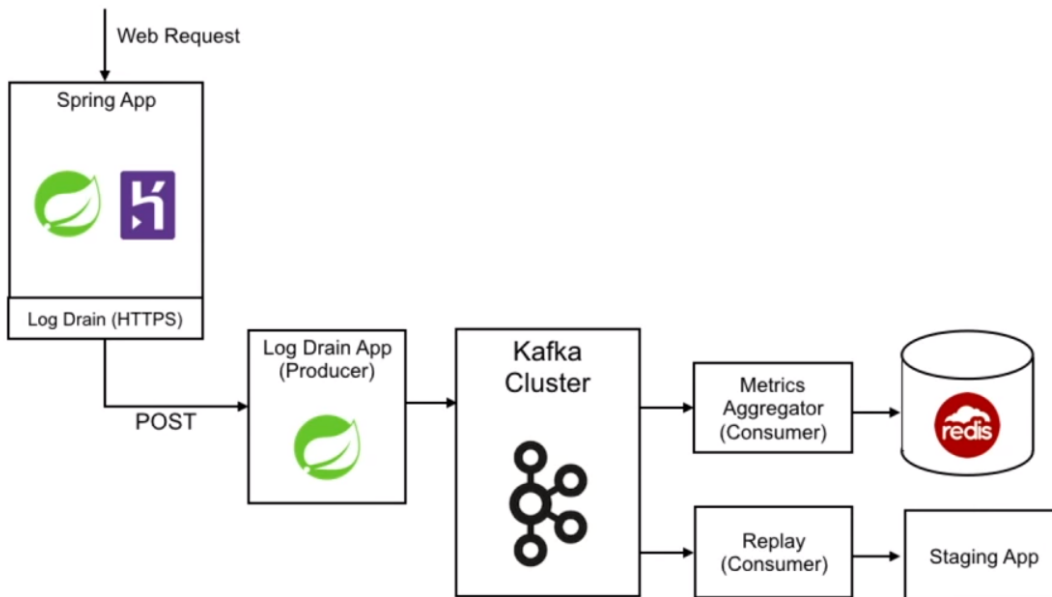 Web Request
Spring App
Log Drain (HTTPS)
POST
Log Drain App
(Producer)
Kafka
Cluster
Metrics
Aggregator
(Consumer)
redis
Replay
(Consumer)
Staging App